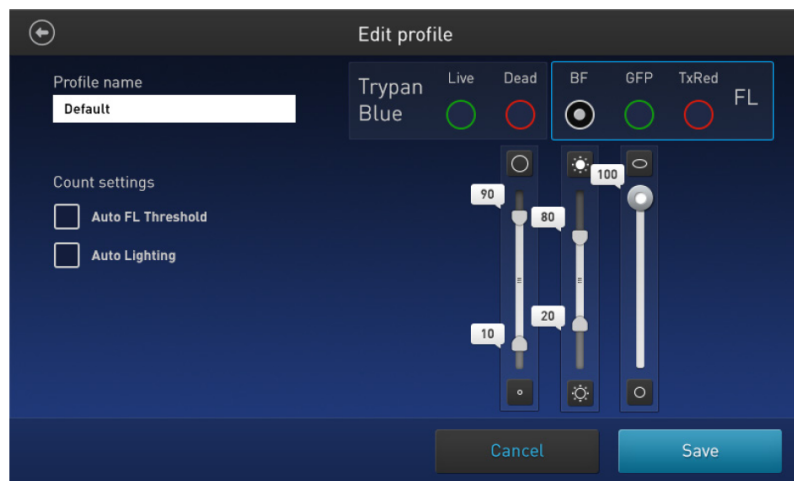 Edit profile
Profile name
Default
Trypan Blue
Live
Dead
BF
GFP
TxRed
FL
Count settings
Auto FL Threshold
Auto Lighting
90
10
80
20
100
Cancel
Save